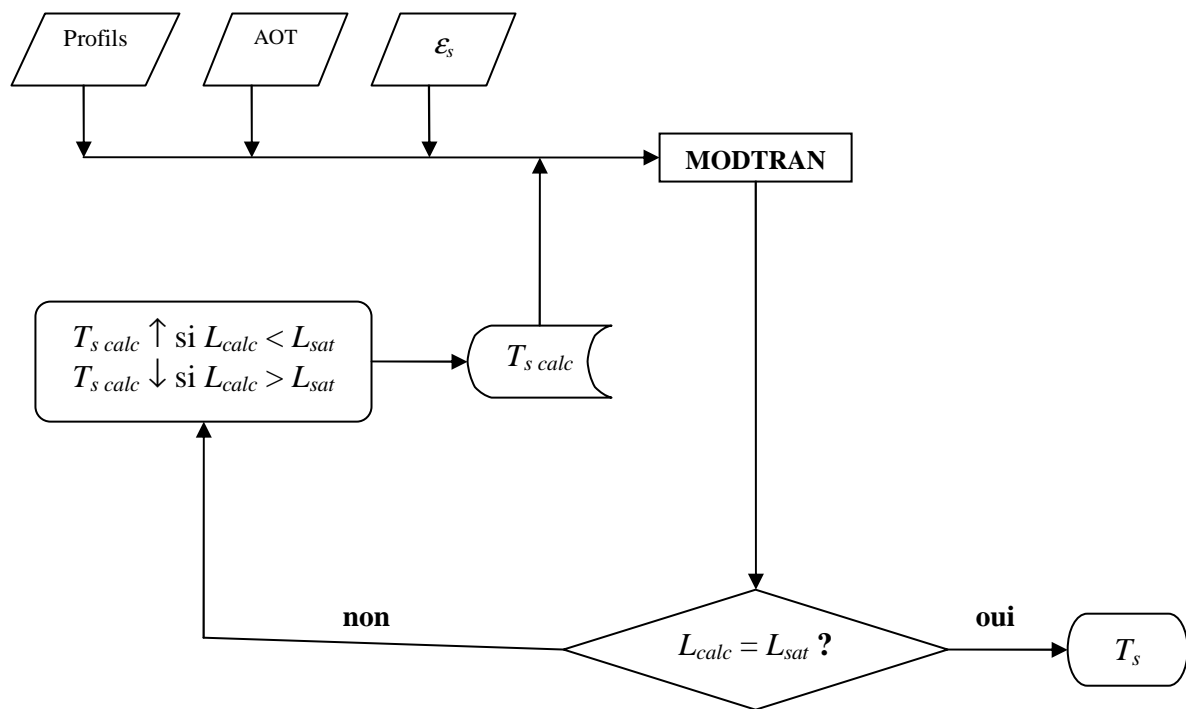 Profils
AOT
εs
MODTRAN
Ts calc ↑ si Lcalc < Lsat
Ts calc ↓ si Lcalc > Lsat
Ts calc
non
Lcalc = Lsat ?
oui
Ts